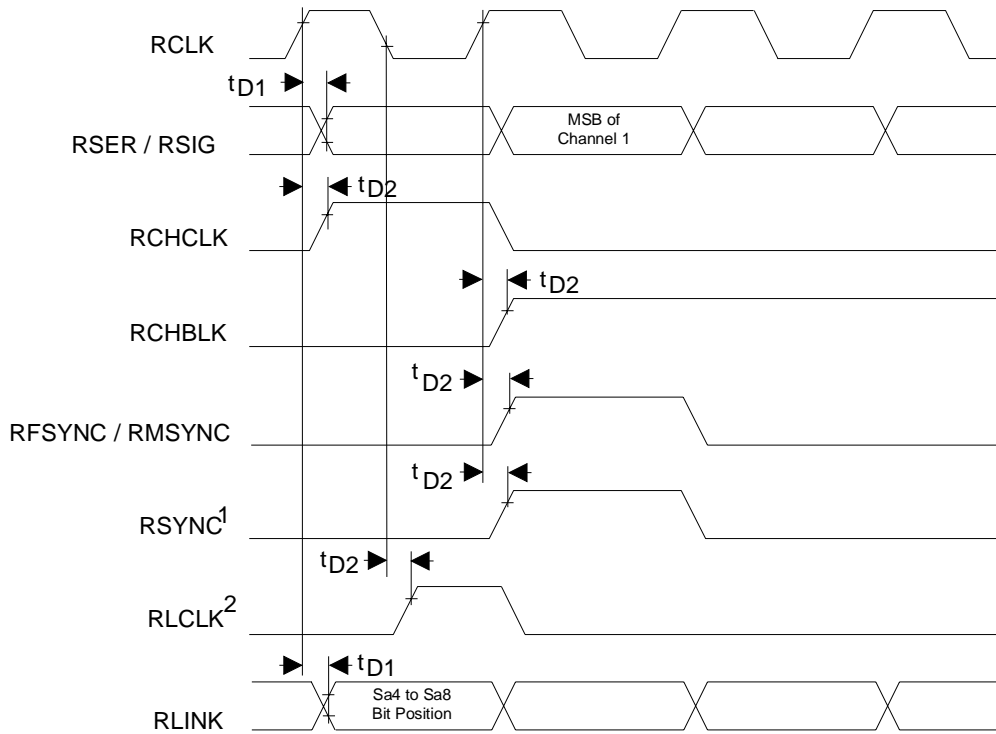 RCLK
tD1
RSER / RSIG
MSB of
Channel 1
tD2
RCHCLK
tD2
RCHBLK
tD2
RFSYNC / RMSYNC
tD2
RSYNC1
tD2
RLCLK2
tD1
RLINK
Sa4 to Sa8
Bit Position